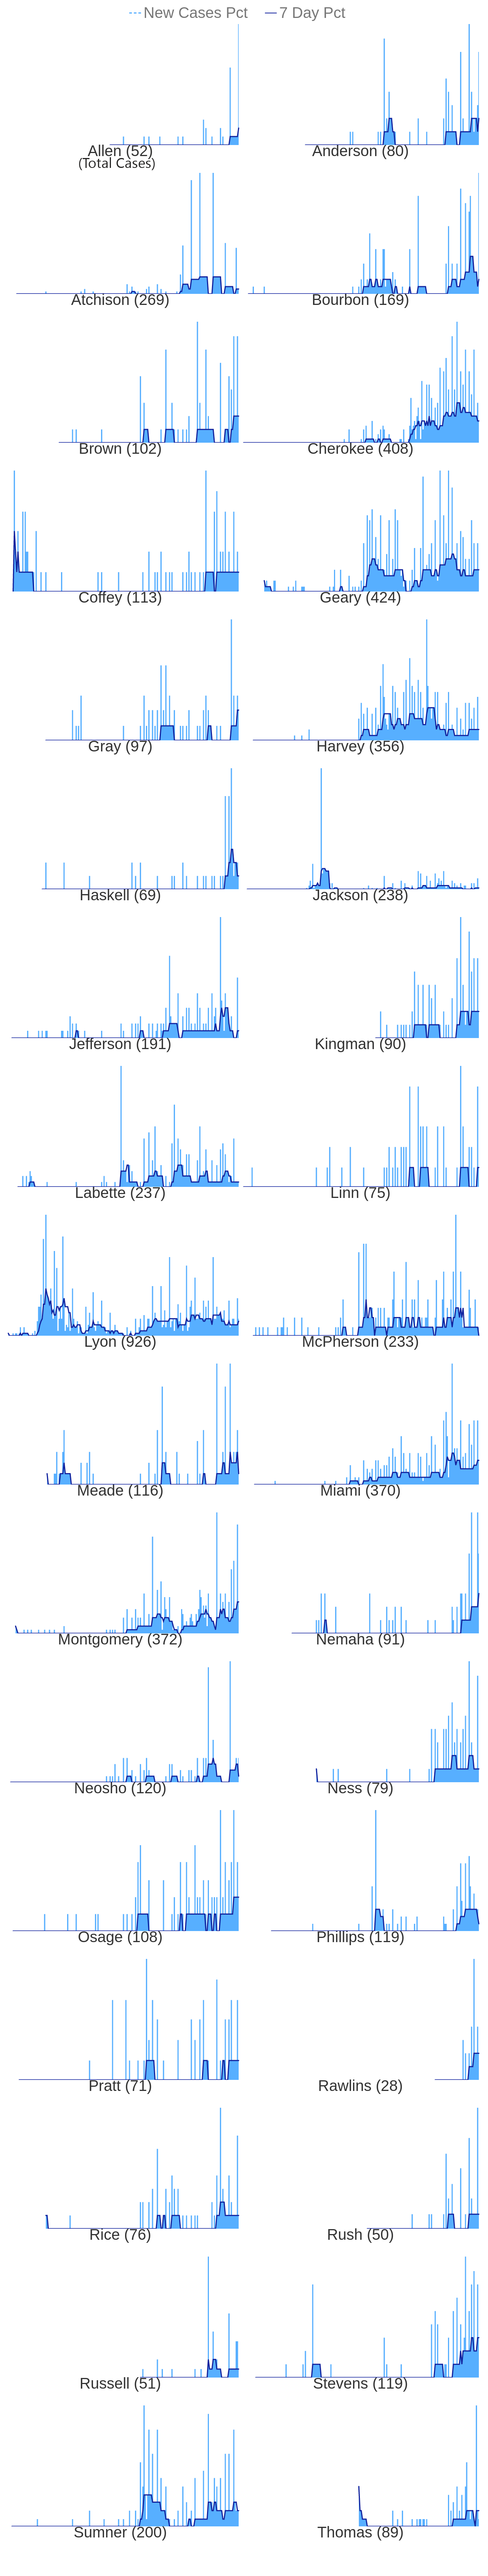 New Cases Pct 7 Day Pct
Allen (52) Anderson (80)
(Total Cases)
Atchison (269) Bourbon (169)
Brown (102) Cherokee (408)
Coffey (113) Geary (424)
Gray (97) Harvey (356)
Haskell (69) Jackson (238)
Jefferson (191) Kingman (90)
Labette (237) Linn (75)
Lyon (926) McPherson (233)
Meade (116) Miami (370)
Montgomery (372) Nemaha (91)
Neosho (120) Ness (79)
Osage (108) Phillips (119)
Pratt (71) Rawlins (28)
Rice (76) Rush (50)
Russell (51) Stevens (119)
Sumner (200) Thomas (89)